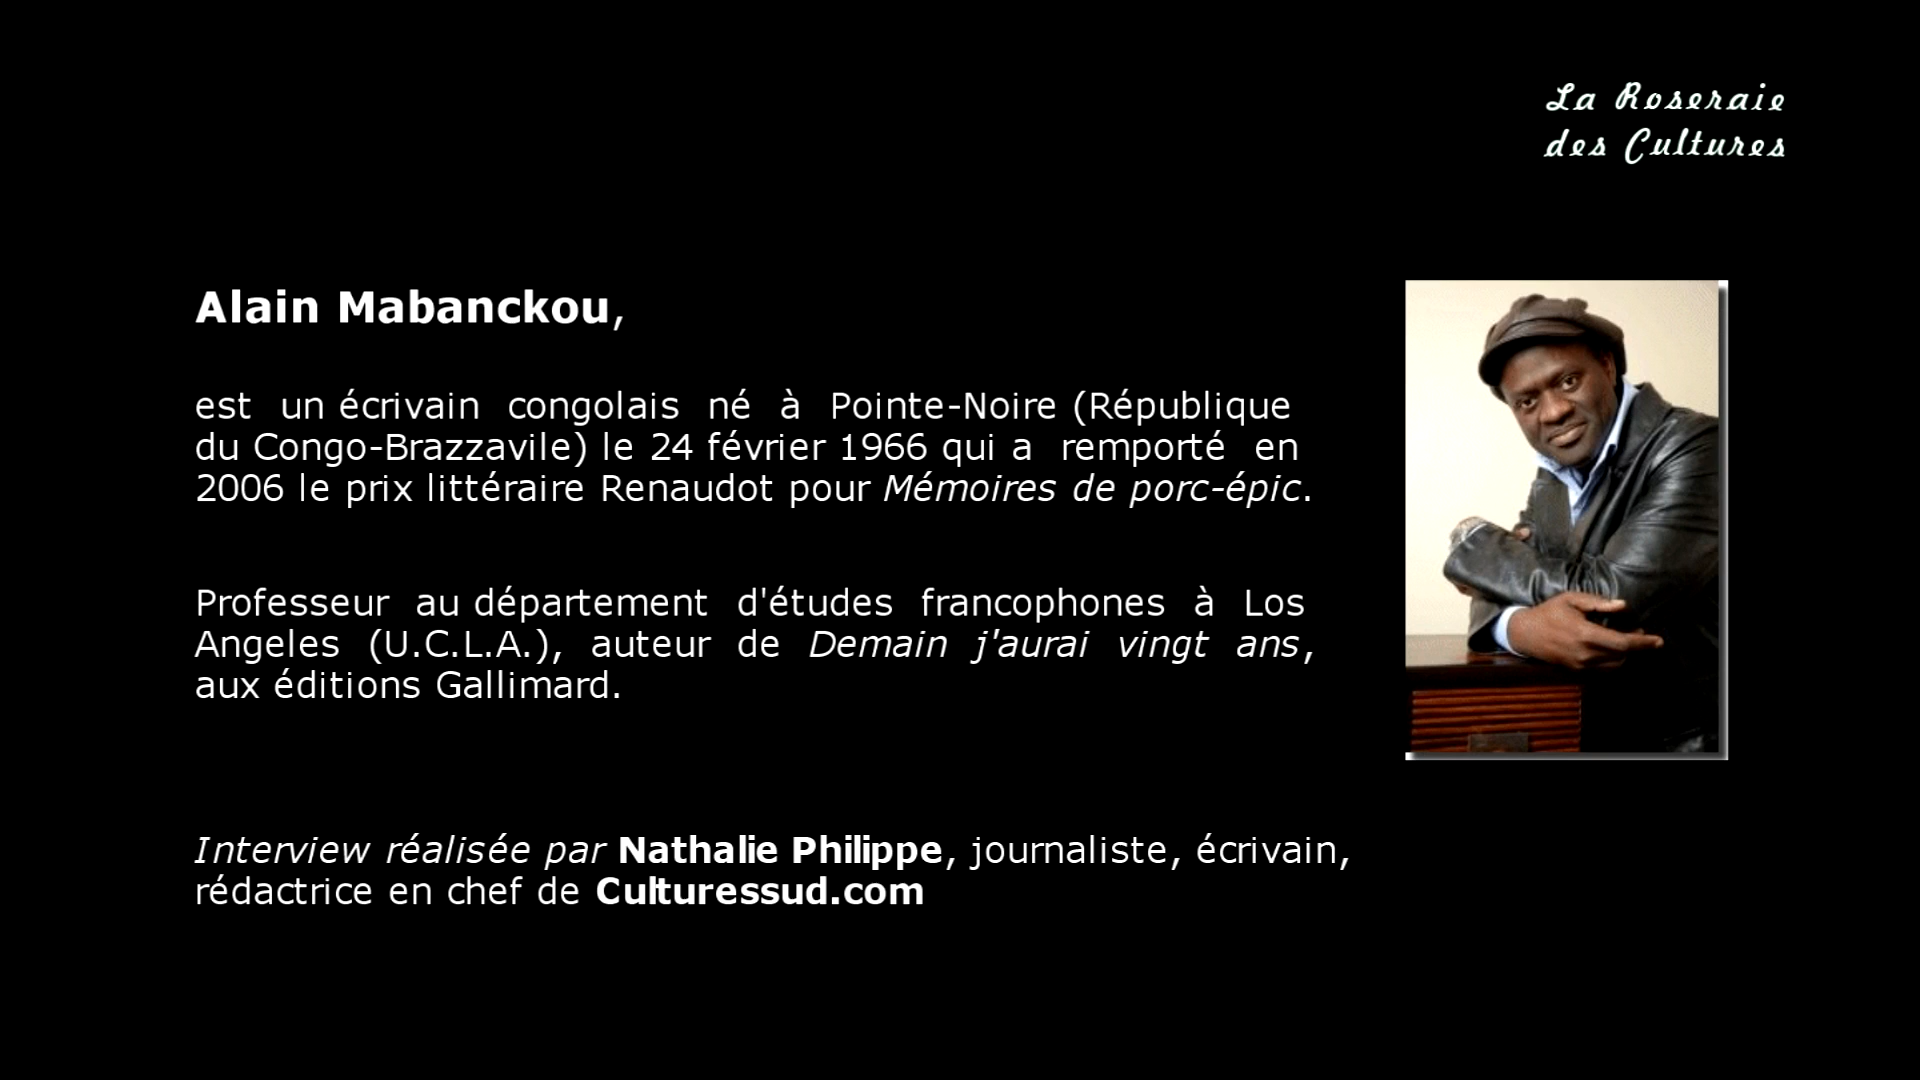 La Roseraie
des Cultures
Alain Mabanckou,
est un écrivain congolais né à Pointe-Noire (République
du Congo-Brazzavile) le 24 février 1966 qui a remporté en
2006 le prix littéraire Renaudot pour Mémoires de porc-épic.
Professeur au département d'études francophones à Los
Angeles (U.C.L.A.), auteur de Demain j'aurai vingt ans,
aux éditions Gallimard.
Interview réalisée par Nathalie Philippe, journaliste, écrivain,
rédactrice en chef de Culturessud.com